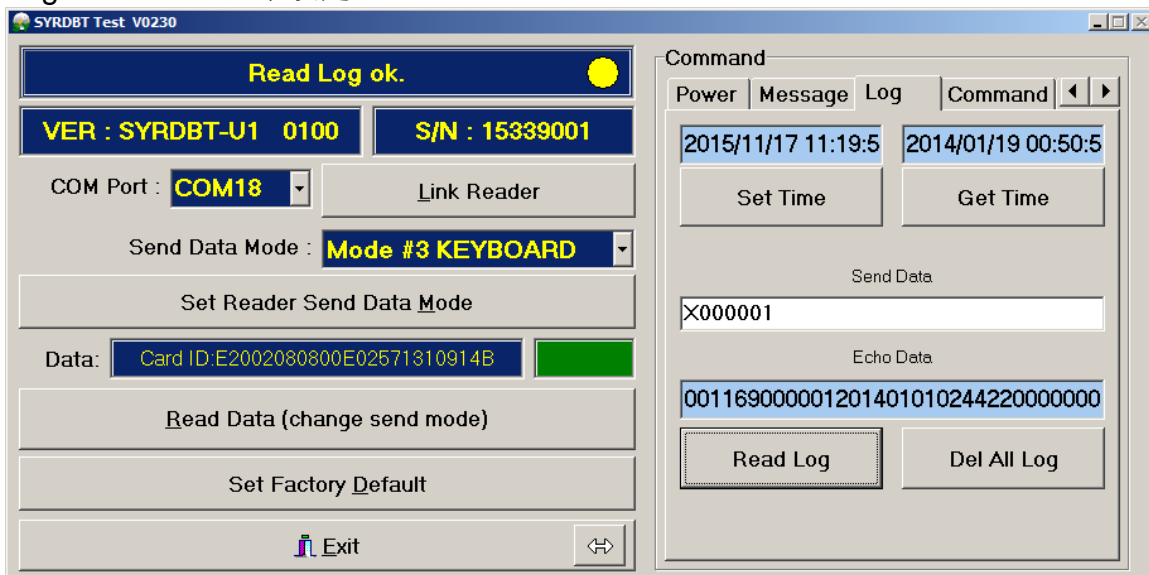 SYRDBT Test V0230
Read Log ok.
VER : SYRDBT-U1 0100
S/N : 15339001
COM Port : COM18
Link Reader
Send Data Mode : Mode #3 KEYBOARD
Set Reader Send Data Mode
Data: Card ID:E2002080800E02571310914B
Read Data (change send mode)
Set Factory Default
Exit
Command
Power Message Log Command
2015/11/17 11:19:5 2014/01/19 00:50:5
Set Time Get Time
Send Data
X000001
Echo Data
001169000001201401010244220000000
Read Log Del All Log